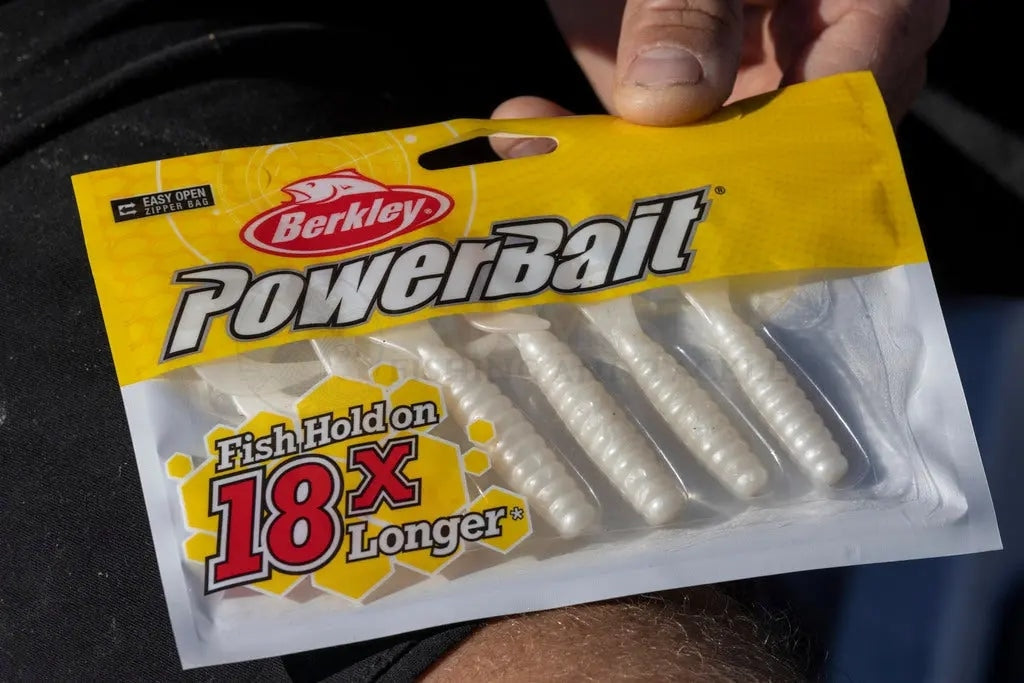 EASY OPEN
ZIPPER BAG
Berkley®
PowerBait®
Fish Hold on
18x
Longer*